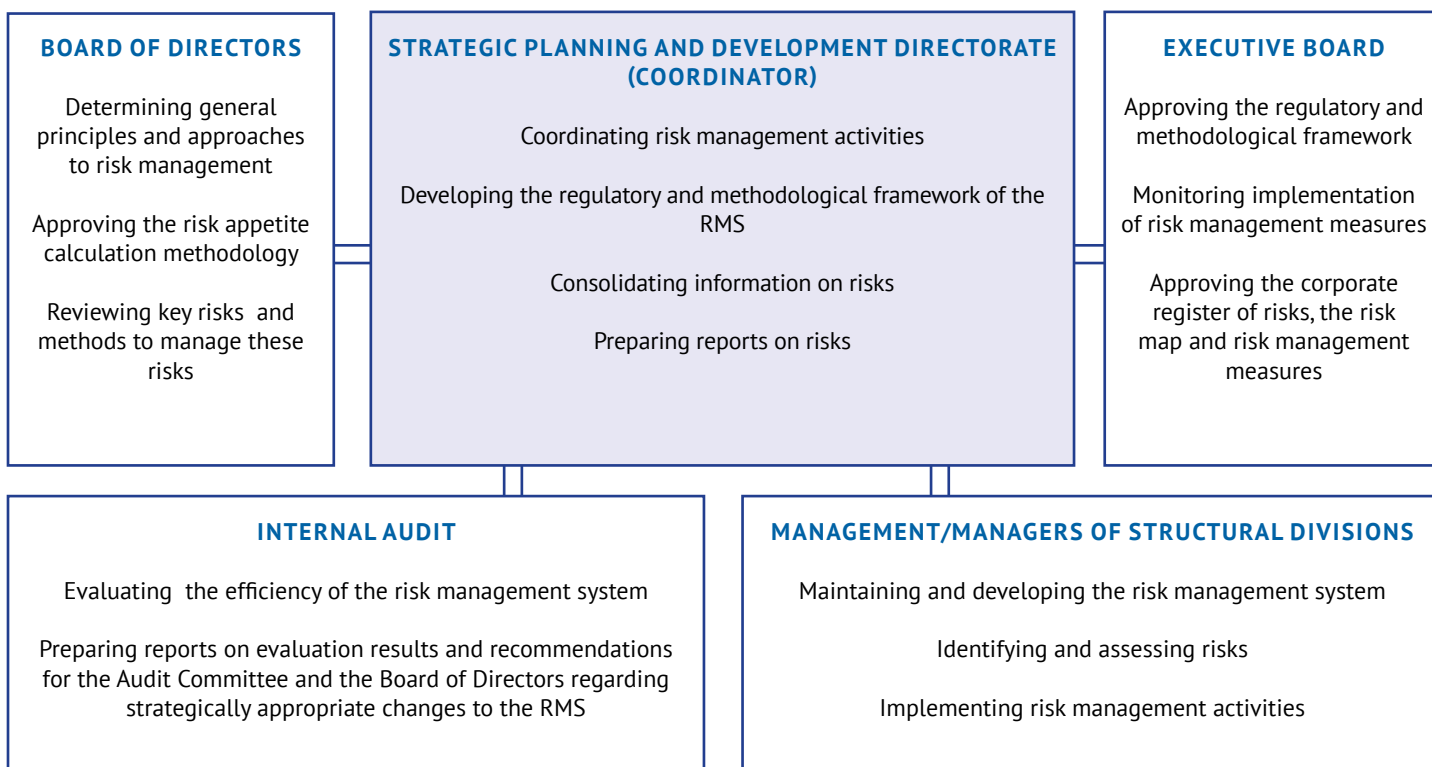 BOARD OF DIRECTORS
Determining general
principles and approaches
to risk management
Approving the risk appetite
calculation methodology
Reviewing key risks and
methods to manage these
risks
STRATEGIC PLANNING AND DEVELOPMENT DIRECTORATE
(COORDINATOR)
Coordinating risk management activities
Developing the regulatory and methodological framework of the
RMS
Consolidating information on risks
Preparing reports on risks
EXECUTIVE BOARD
Approving the regulatory and
methodological framework
Monitoring implementation
of risk management measures
Approving the corporate
register of risks, the risk
map and risk management
measures
INTERNAL AUDIT
Evaluating the efficiency of the risk management system
Preparing reports on evaluation results and recommendations
for the Audit Committee and the Board of Directors regarding
strategically appropriate changes to the RMS
MANAGEMENT/MANAGERS OF STRUCTURAL DIVISIONS
Maintaining and developing the risk management system
Identifying and assessing risks
Implementing risk management activities